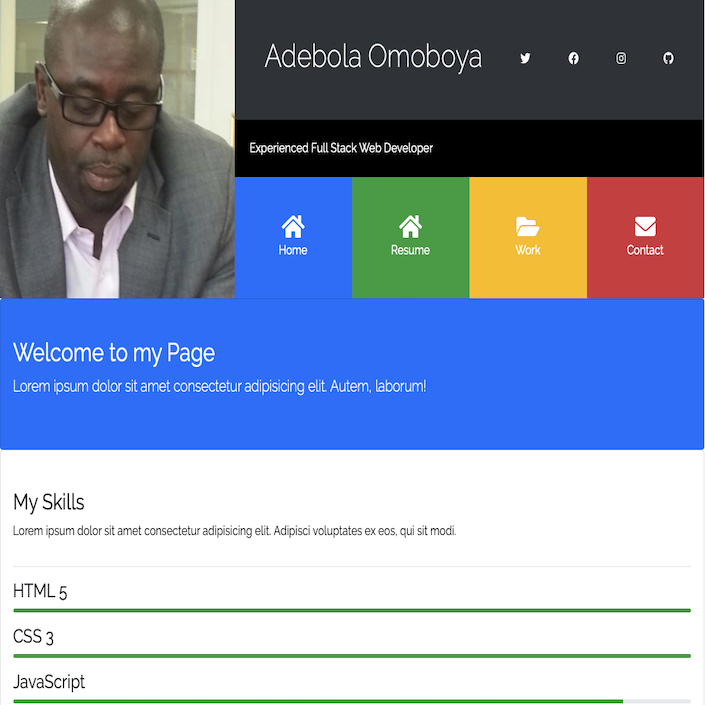 Adebola Omoboya
Experienced Full Stack Web Developer
Home
Resume
Work
Contact
Welcome to my Page
Lorem ipsum dolor sit amet consectetur adipisicing elit. Autem, laborum!
My Skills
Lorem ipsum dolor sit amet consectetur adipisicing elit. Adipisci voluptates ex eos, qui sit modi.
HTML 5
CSS 3
JavaScript